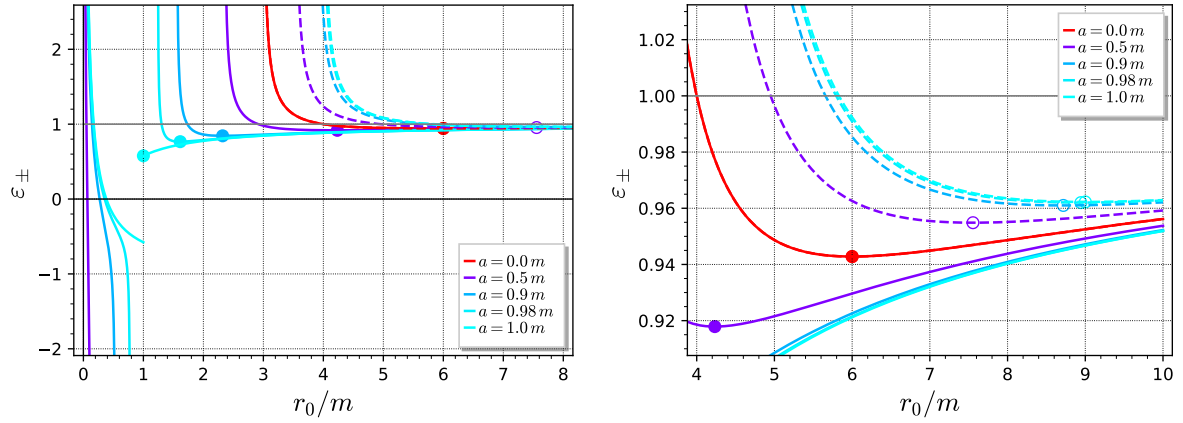 2
1
0
−1
−2
0
1
2
3
4
5
6
7
8
ε±
r₀/m
a = 0.0 m
a = 0.5 m
a = 0.9 m
a = 0.98 m
a = 1.0 m
1.02
1.00
0.98
0.96
0.94
0.92
4
5
6
7
8
9
10
ε±
r₀/m
a = 0.0 m
a = 0.5 m
a = 0.9 m
a = 0.98 m
a = 1.0 m